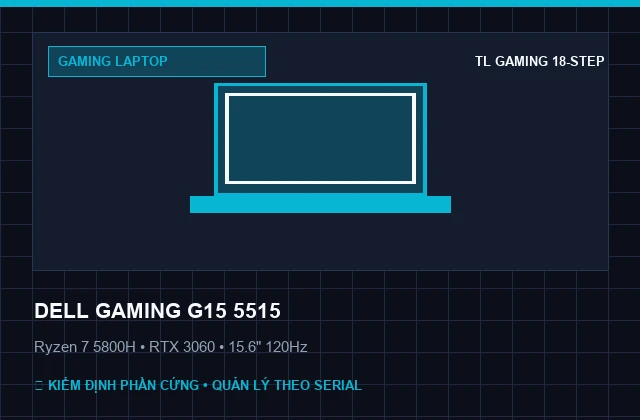 GAMING LAPTOP
TL GAMING 18-STEP
DELL GAMING G15 5515
Ryzen 7 5800H • RTX 3060 • 15.6" 120Hz
KIỂM ĐỊNH PHẦN CỨNG • QUẢN LÝ THEO SERIAL